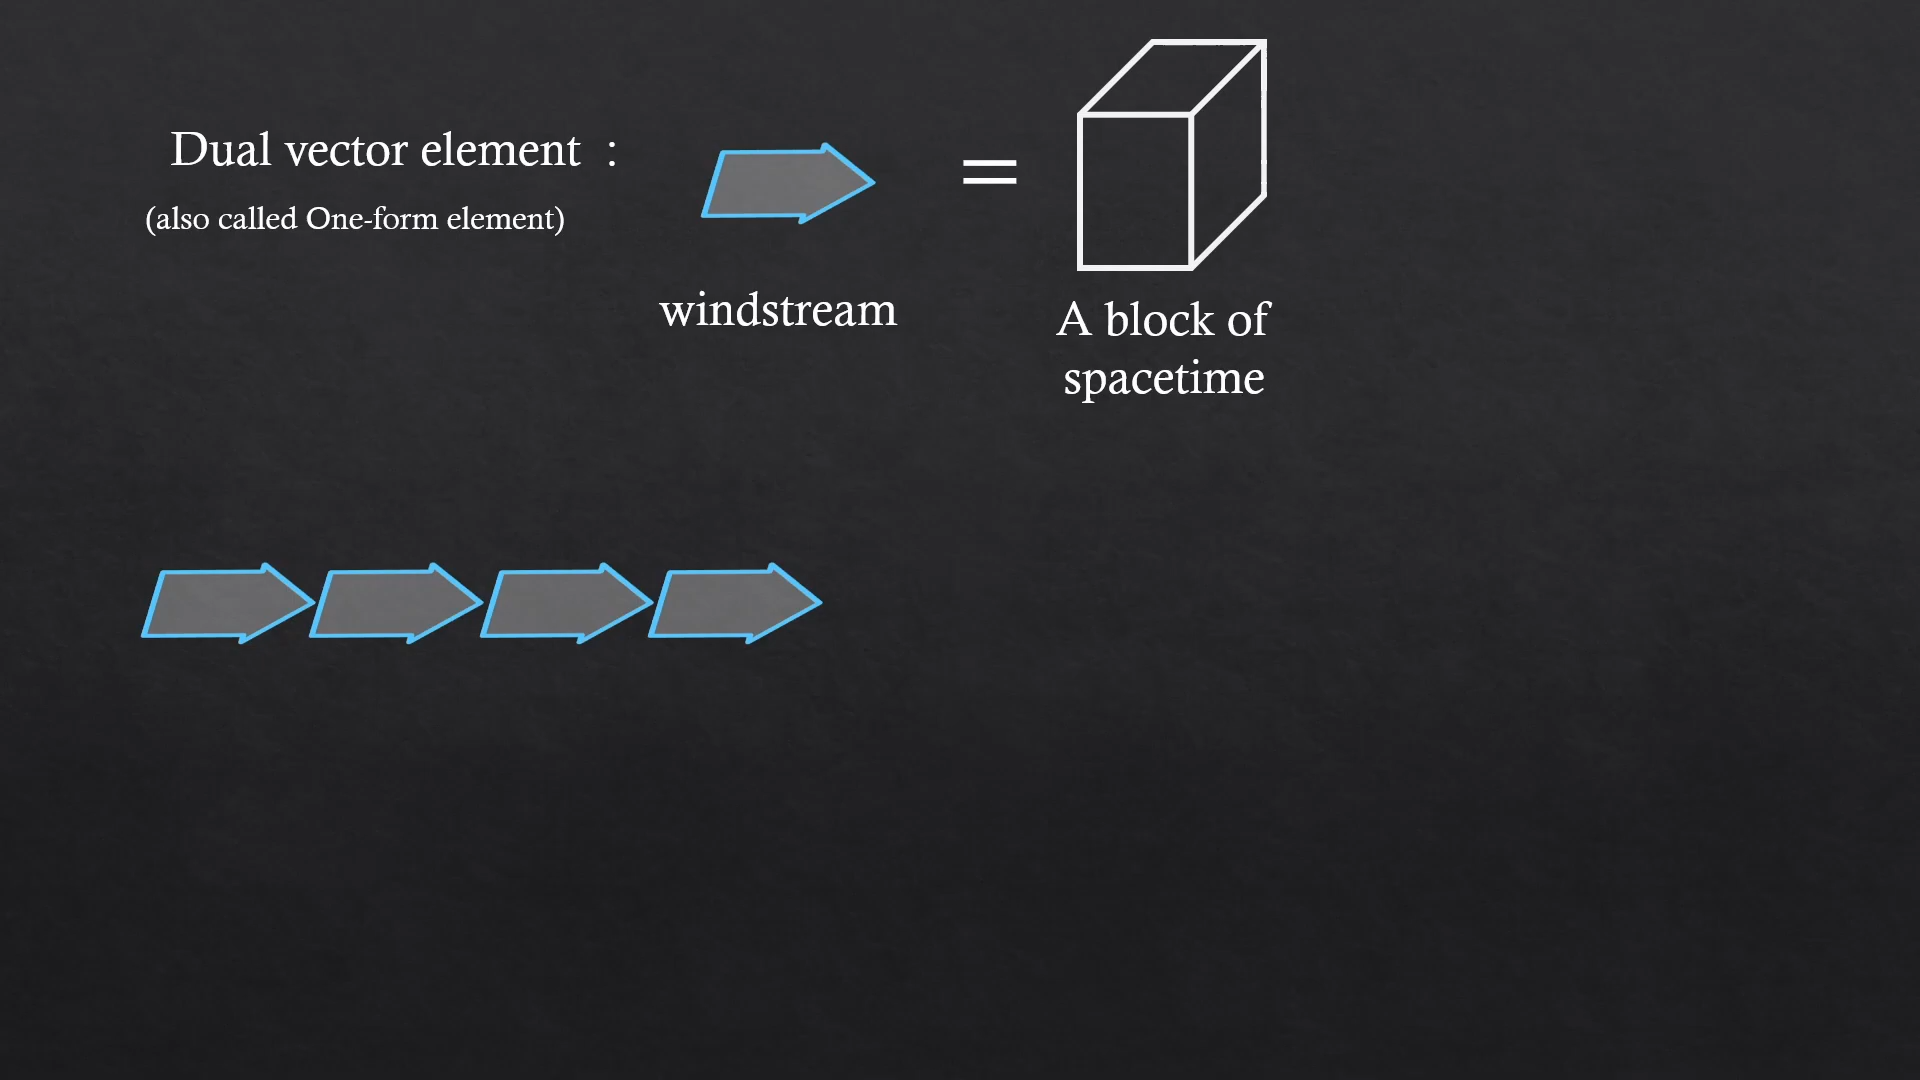 Dual vector element :
(also called One-form element)
=
windstream
A block of
spacetime